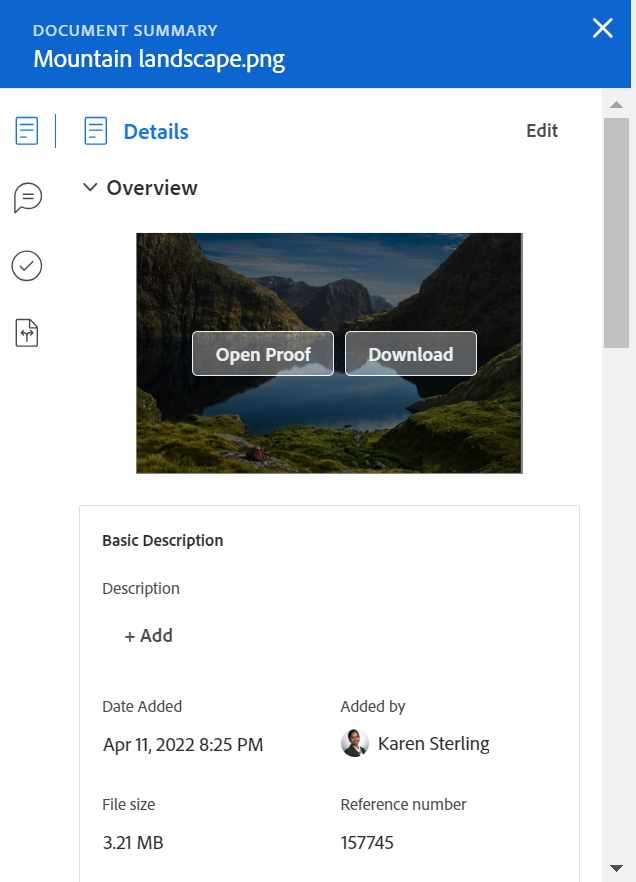 DOCUMENT SUMMARY
Mountain landscape.png
Details
Edit
Overview
Open Proof
Download
Basic Description
Description
+ Add
Date Added
Added by
Apr 11, 2022 8:25 PM
Karen Sterling
File size
Reference number
3.21 MB
157745